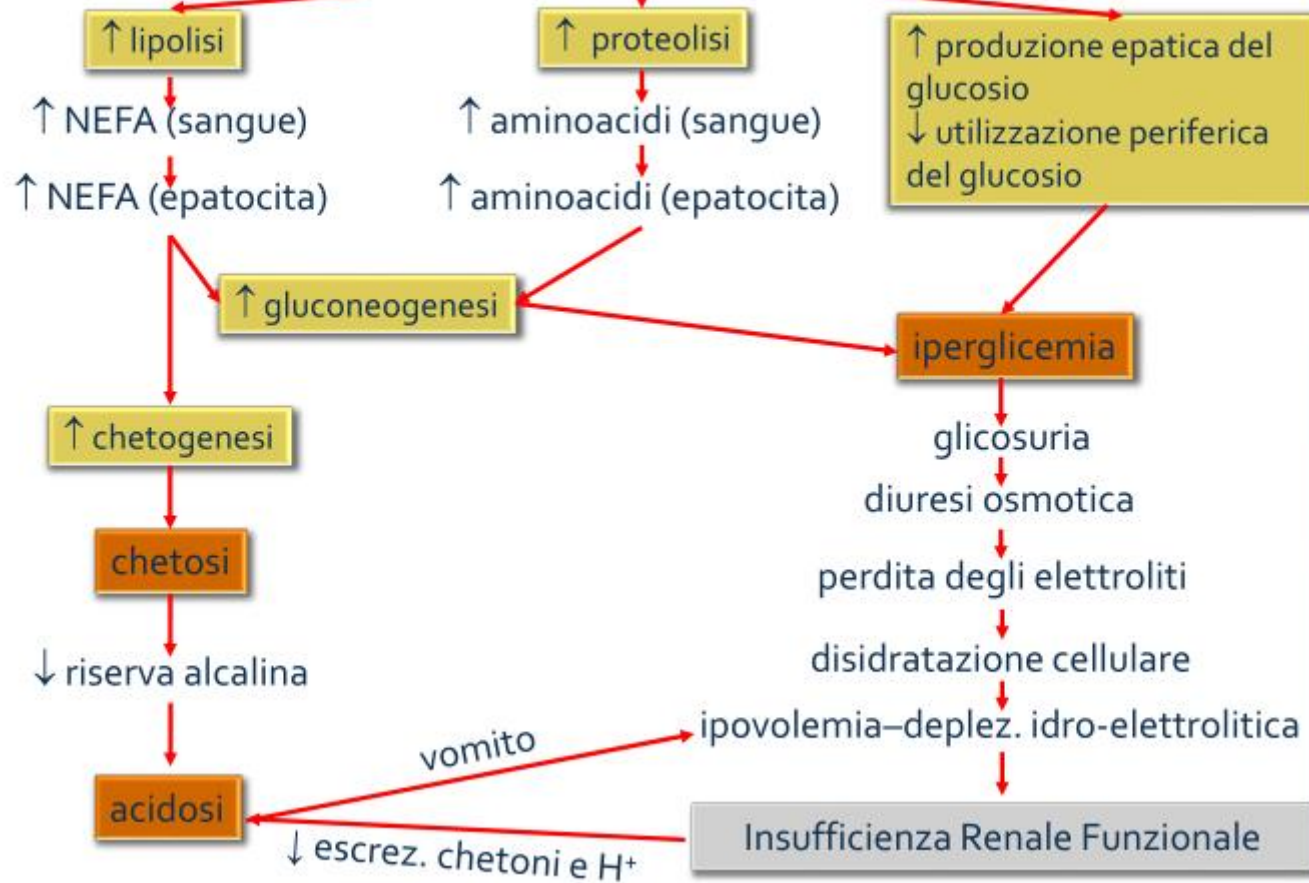 ↑ lipolisi
↑ NEFA (sangue)
↑ NEFA (epatocita)
↑ proteolisi
↑ aminoacidi (sangue)
↑ aminoacidi (epatocita)
↑ produzione epatica del
glucosio
↓ utilizzazione periferica
del glucosio
↑ gluconeogenesi
iperglicemia
↑ chetogenesi
chetosi
↓ riserva alcalina
acidosi
glicosuria
diuresi osmotica
perdita degli elettroliti
disidratazione cellulare
ipovolemia–deplez. idro-elettrolitica
vomito
Insufficienza Renale Funzionale
↓ escrez. chetoni e H⁺